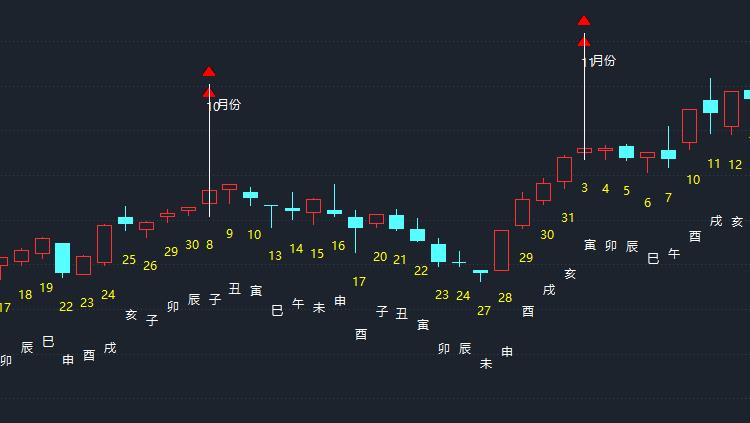 11月份
10月份
17 18 19 22 23 24 25 26 29 30 8 9 10 13 14 15 16 17 20 21 22 23 24 27 28 29 30 31 3 4 5 6 7 10 11 12
卯 辰 巳 申 酉 戌 亥 子 卯 辰 子 丑 寅 巳 午 未 申 酉 子 丑 寅 卯 辰 未 申 酉 戌 亥 寅 卯 辰 巳 午 酉 戌 亥